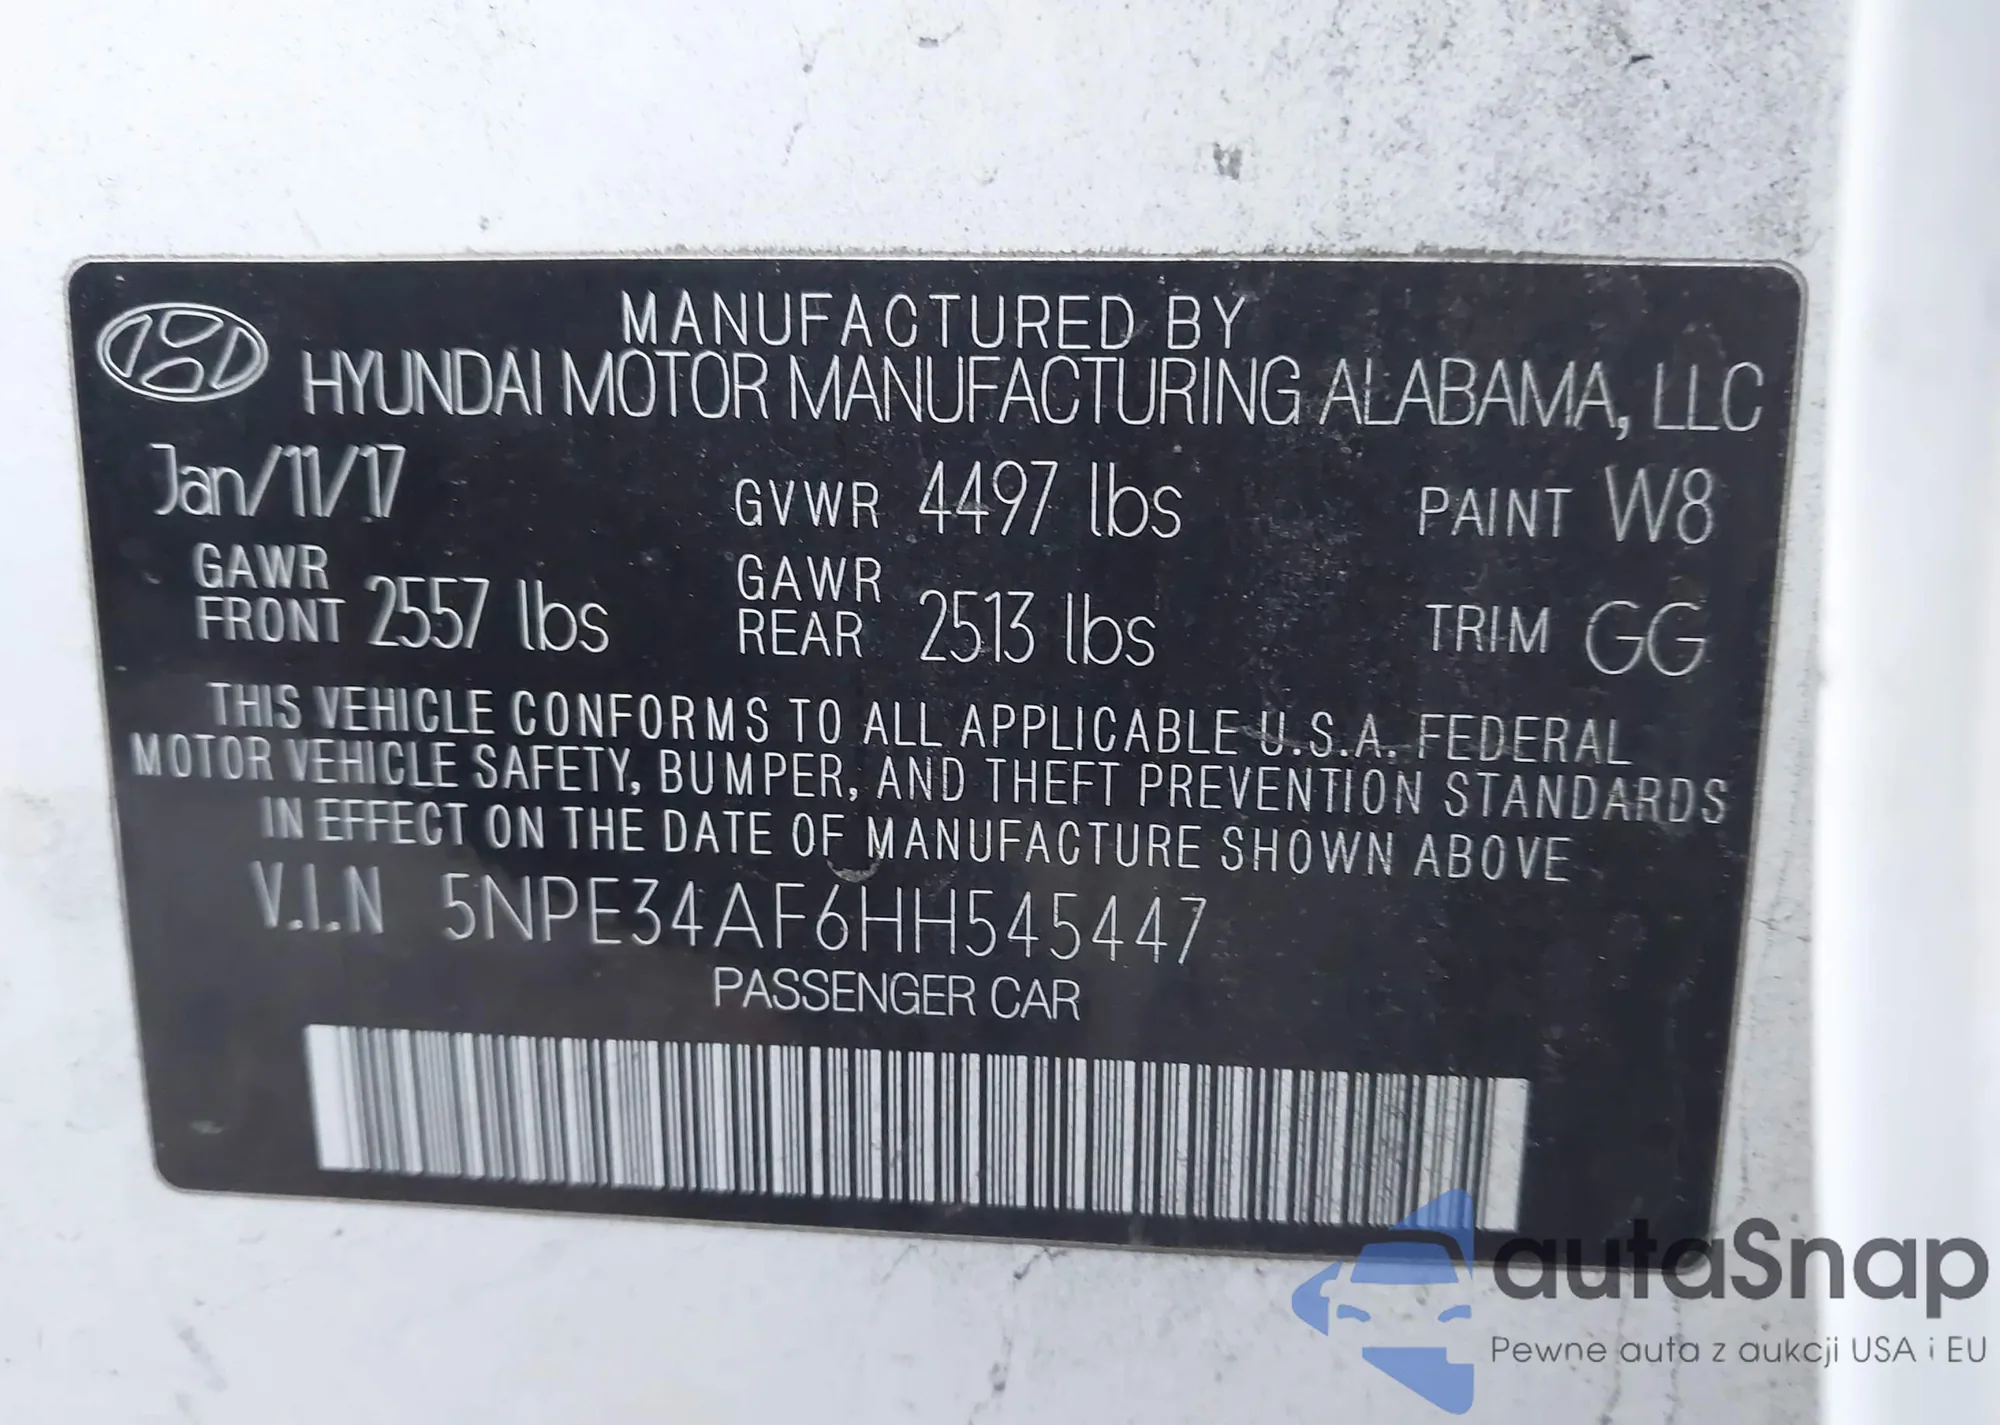 MANUFACTURED BY
HYUNDAI MOTOR MANUFACTURING ALABAMA, LLC
Jan/11/17 GVWR 4497 lbs PAINT W8
GAWR FRONT 2557 lbs GAWR REAR 2513 lbs TRIM GG
THIS VEHICLE CONFORMS TO ALL APPLICABLE U.S.A. FEDERAL
MOTOR VEHICLE SAFETY, BUMPER, AND THEFT PREVENTION STANDARDS
IN EFFECT ON THE DATE OF MANUFACTURE SHOWN ABOVE
V.I.N 5NPE34AF6HH545447
PASSENGER CAR
autaSnap
Pewne auta z aukcji USA i EU